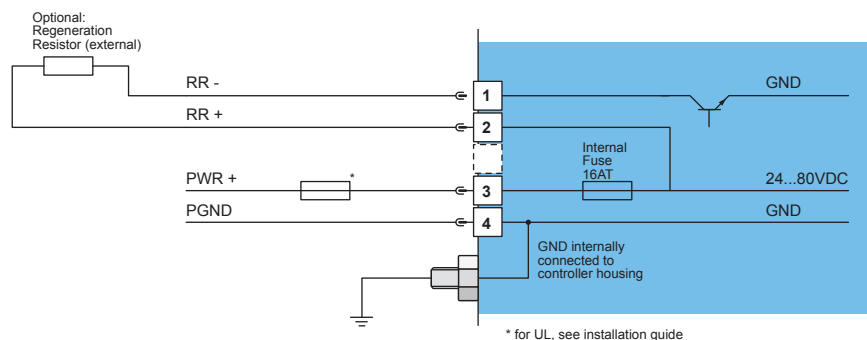 Optional:
Regeneration
Resistor (external)
RR -
1
GND
RR +
2
Internal
Fuse
16AT
PWR +
*
3
24...80VDC
PGND
4
GND
GND internally
connected to
controller housing
* for UL, see installation guide